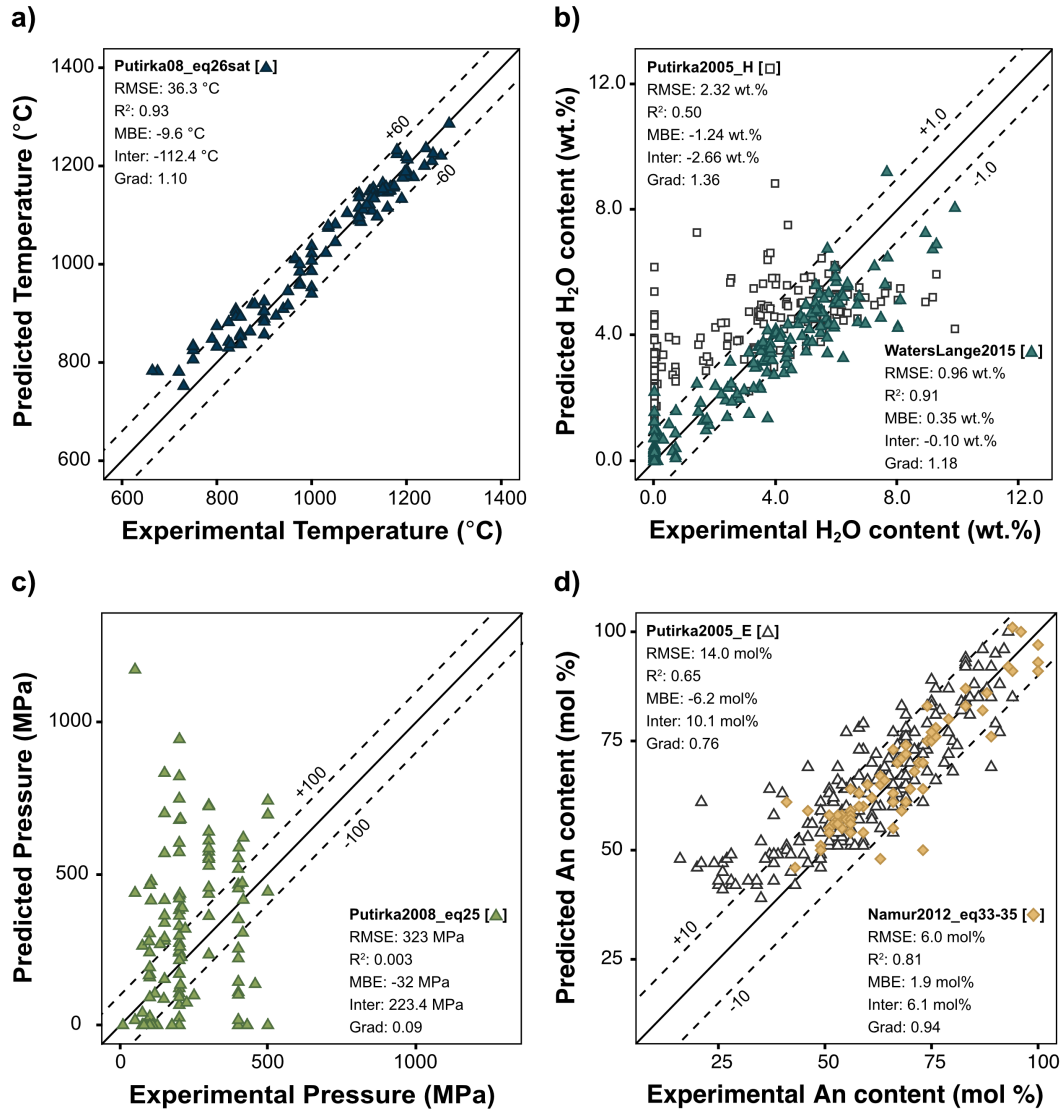 a)
Putirka08_eq26sat [▲]
RMSE: 36.3 °C
R²: 0.93
MBE: -9.6 °C
Inter: -112.4 °C
Grad: 1.10
+60
-60
1400
1200
1000
800
600
Predicted Temperature (°C)
600 800 1000 1200 1400
Experimental Temperature (°C)
b)
Putirka2005_H [□]
RMSE: 2.32 wt.%
R²: 0.50
MBE: -1.24 wt.%
Inter: -2.66 wt.%
Grad: 1.36
+1.0
-1.0
WatersLange2015 [▲]
RMSE: 0.96 wt.%
R²: 0.91
MBE: 0.35 wt.%
Inter: -0.10 wt.%
Grad: 1.18
12.0
8.0
4.0
0.0
Predicted H₂O content (wt.%)
0.0 4.0 8.0 12.0
Experimental H₂O content (wt.%)
c)
+100
-100
Putirka2008_eq25 [▲]
RMSE: 323 MPa
R²: 0.003
MBE: -32 MPa
Inter: 223.4 MPa
Grad: 0.09
1000
500
0
Predicted Pressure (MPa)
0 500 1000
Experimental Pressure (MPa)
d)
Putirka2005_E [△]
RMSE: 14.0 mol%
R²: 0.65
MBE: -6.2 mol%
Inter: 10.1 mol%
Grad: 0.76
+10
-10
Namur2012_eq33-35 [◆]
RMSE: 6.0 mol%
R²: 0.81
MBE: 1.9 mol%
Inter: 6.1 mol%
Grad: 0.94
100
75
50
25
Predicted An content (mol %)
25 50 75 100
Experimental An content (mol %)